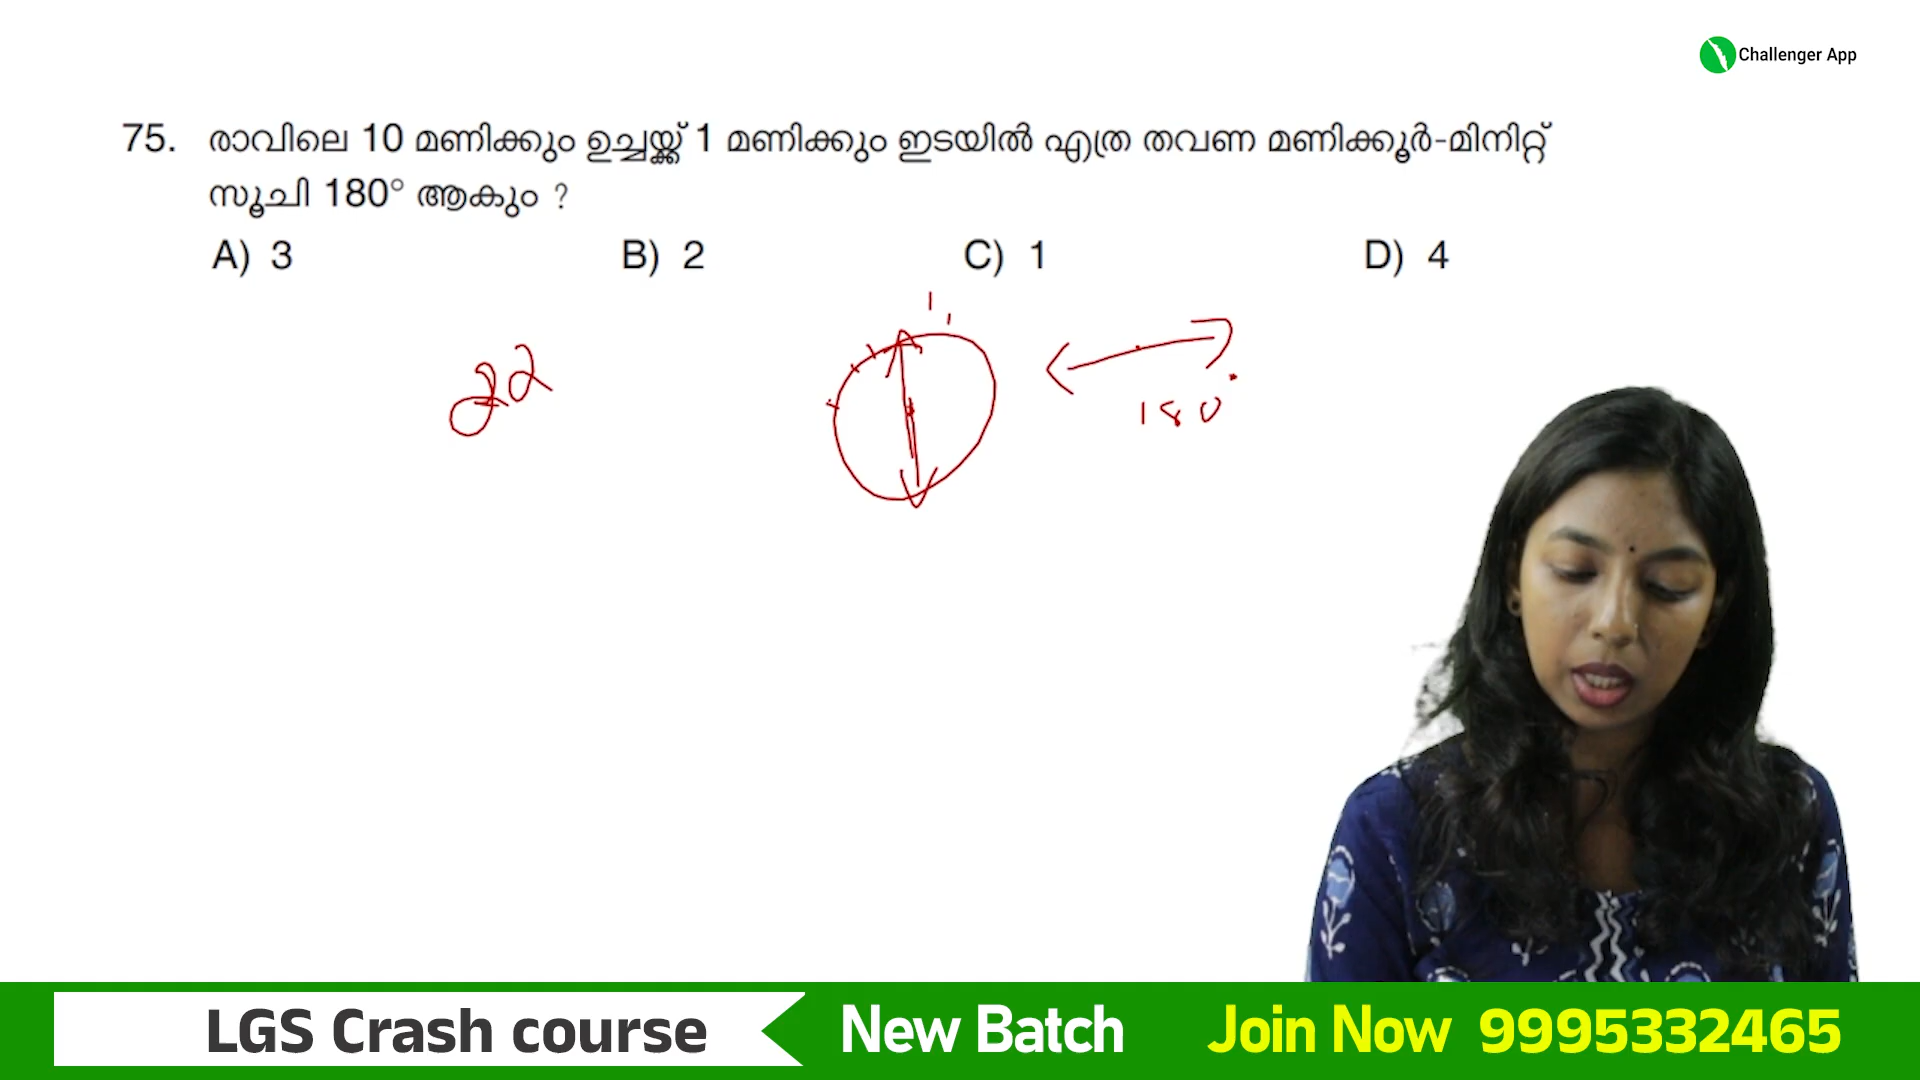 Challenger App
75. രാവിലെ 10 മണിക്കും ഉച്ചയ്ക്ക് 1 മണിക്കും ഇടയിൽ എത്ര തവണ മണിക്കൂർ-മിനിറ്റ്
സൂചി 180° ആകും ?
A) 3 B) 2 C) 1 D) 4
22
180°
LGS Crash course New Batch Join Now 9995332465